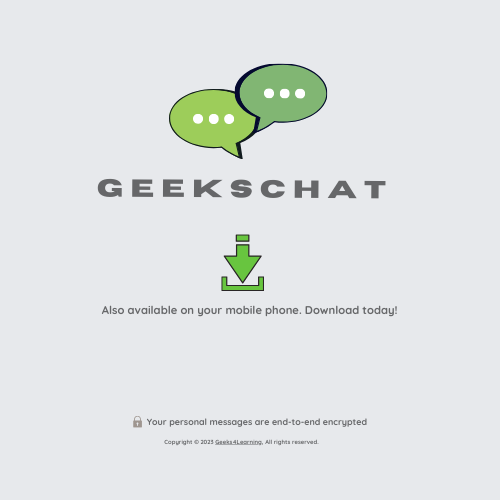 GEEKSCHAT
Also available on your mobile phone. Download today!
Your personal messages are end-to-end encrypted
Copyright © 2023 Geeks4Learning, All rights reserved.